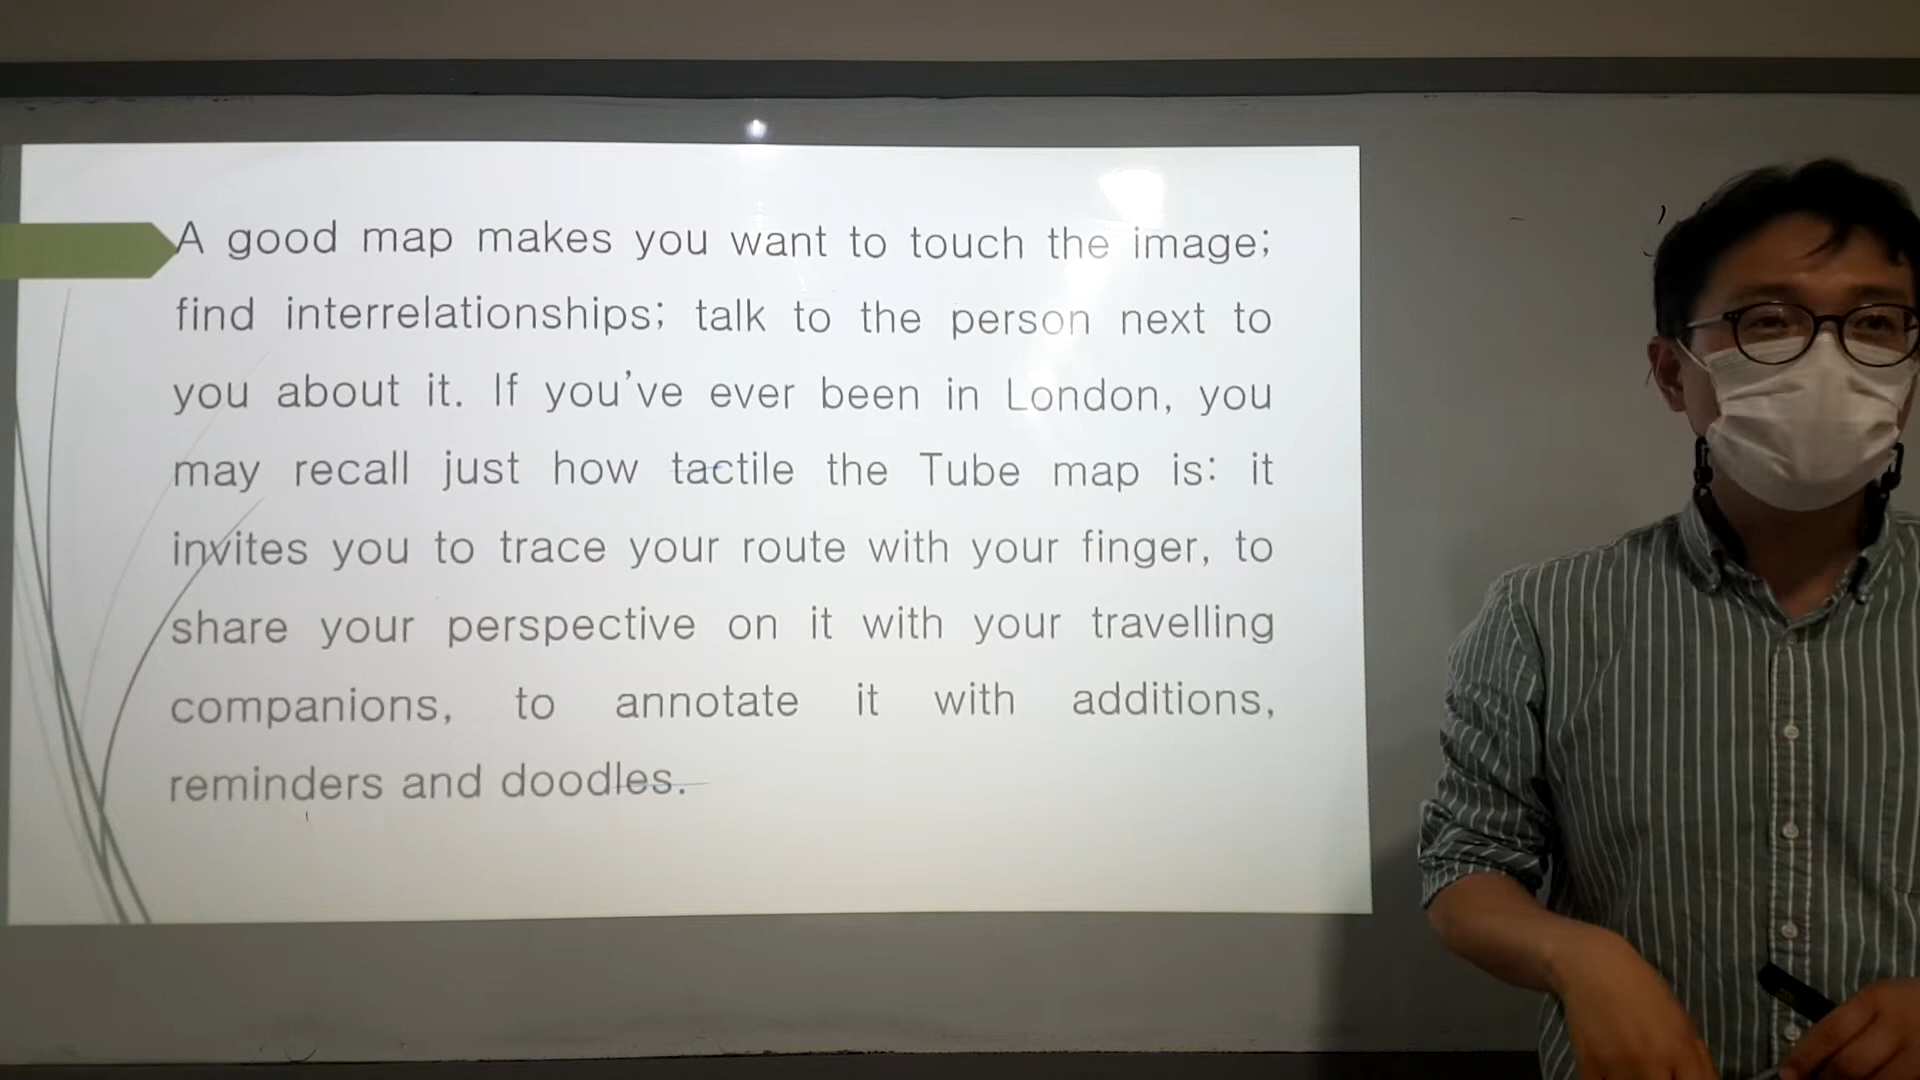 A good map makes you want to touch the image;
find interrelationships; talk to the person next to
you about it. If you've ever been in London, you
may recall just how tactile the Tube map is: it
invites you to trace your route with your finger, to
share your perspective on it with your travelling
companions, to annotate it with additions,
reminders and doodles.